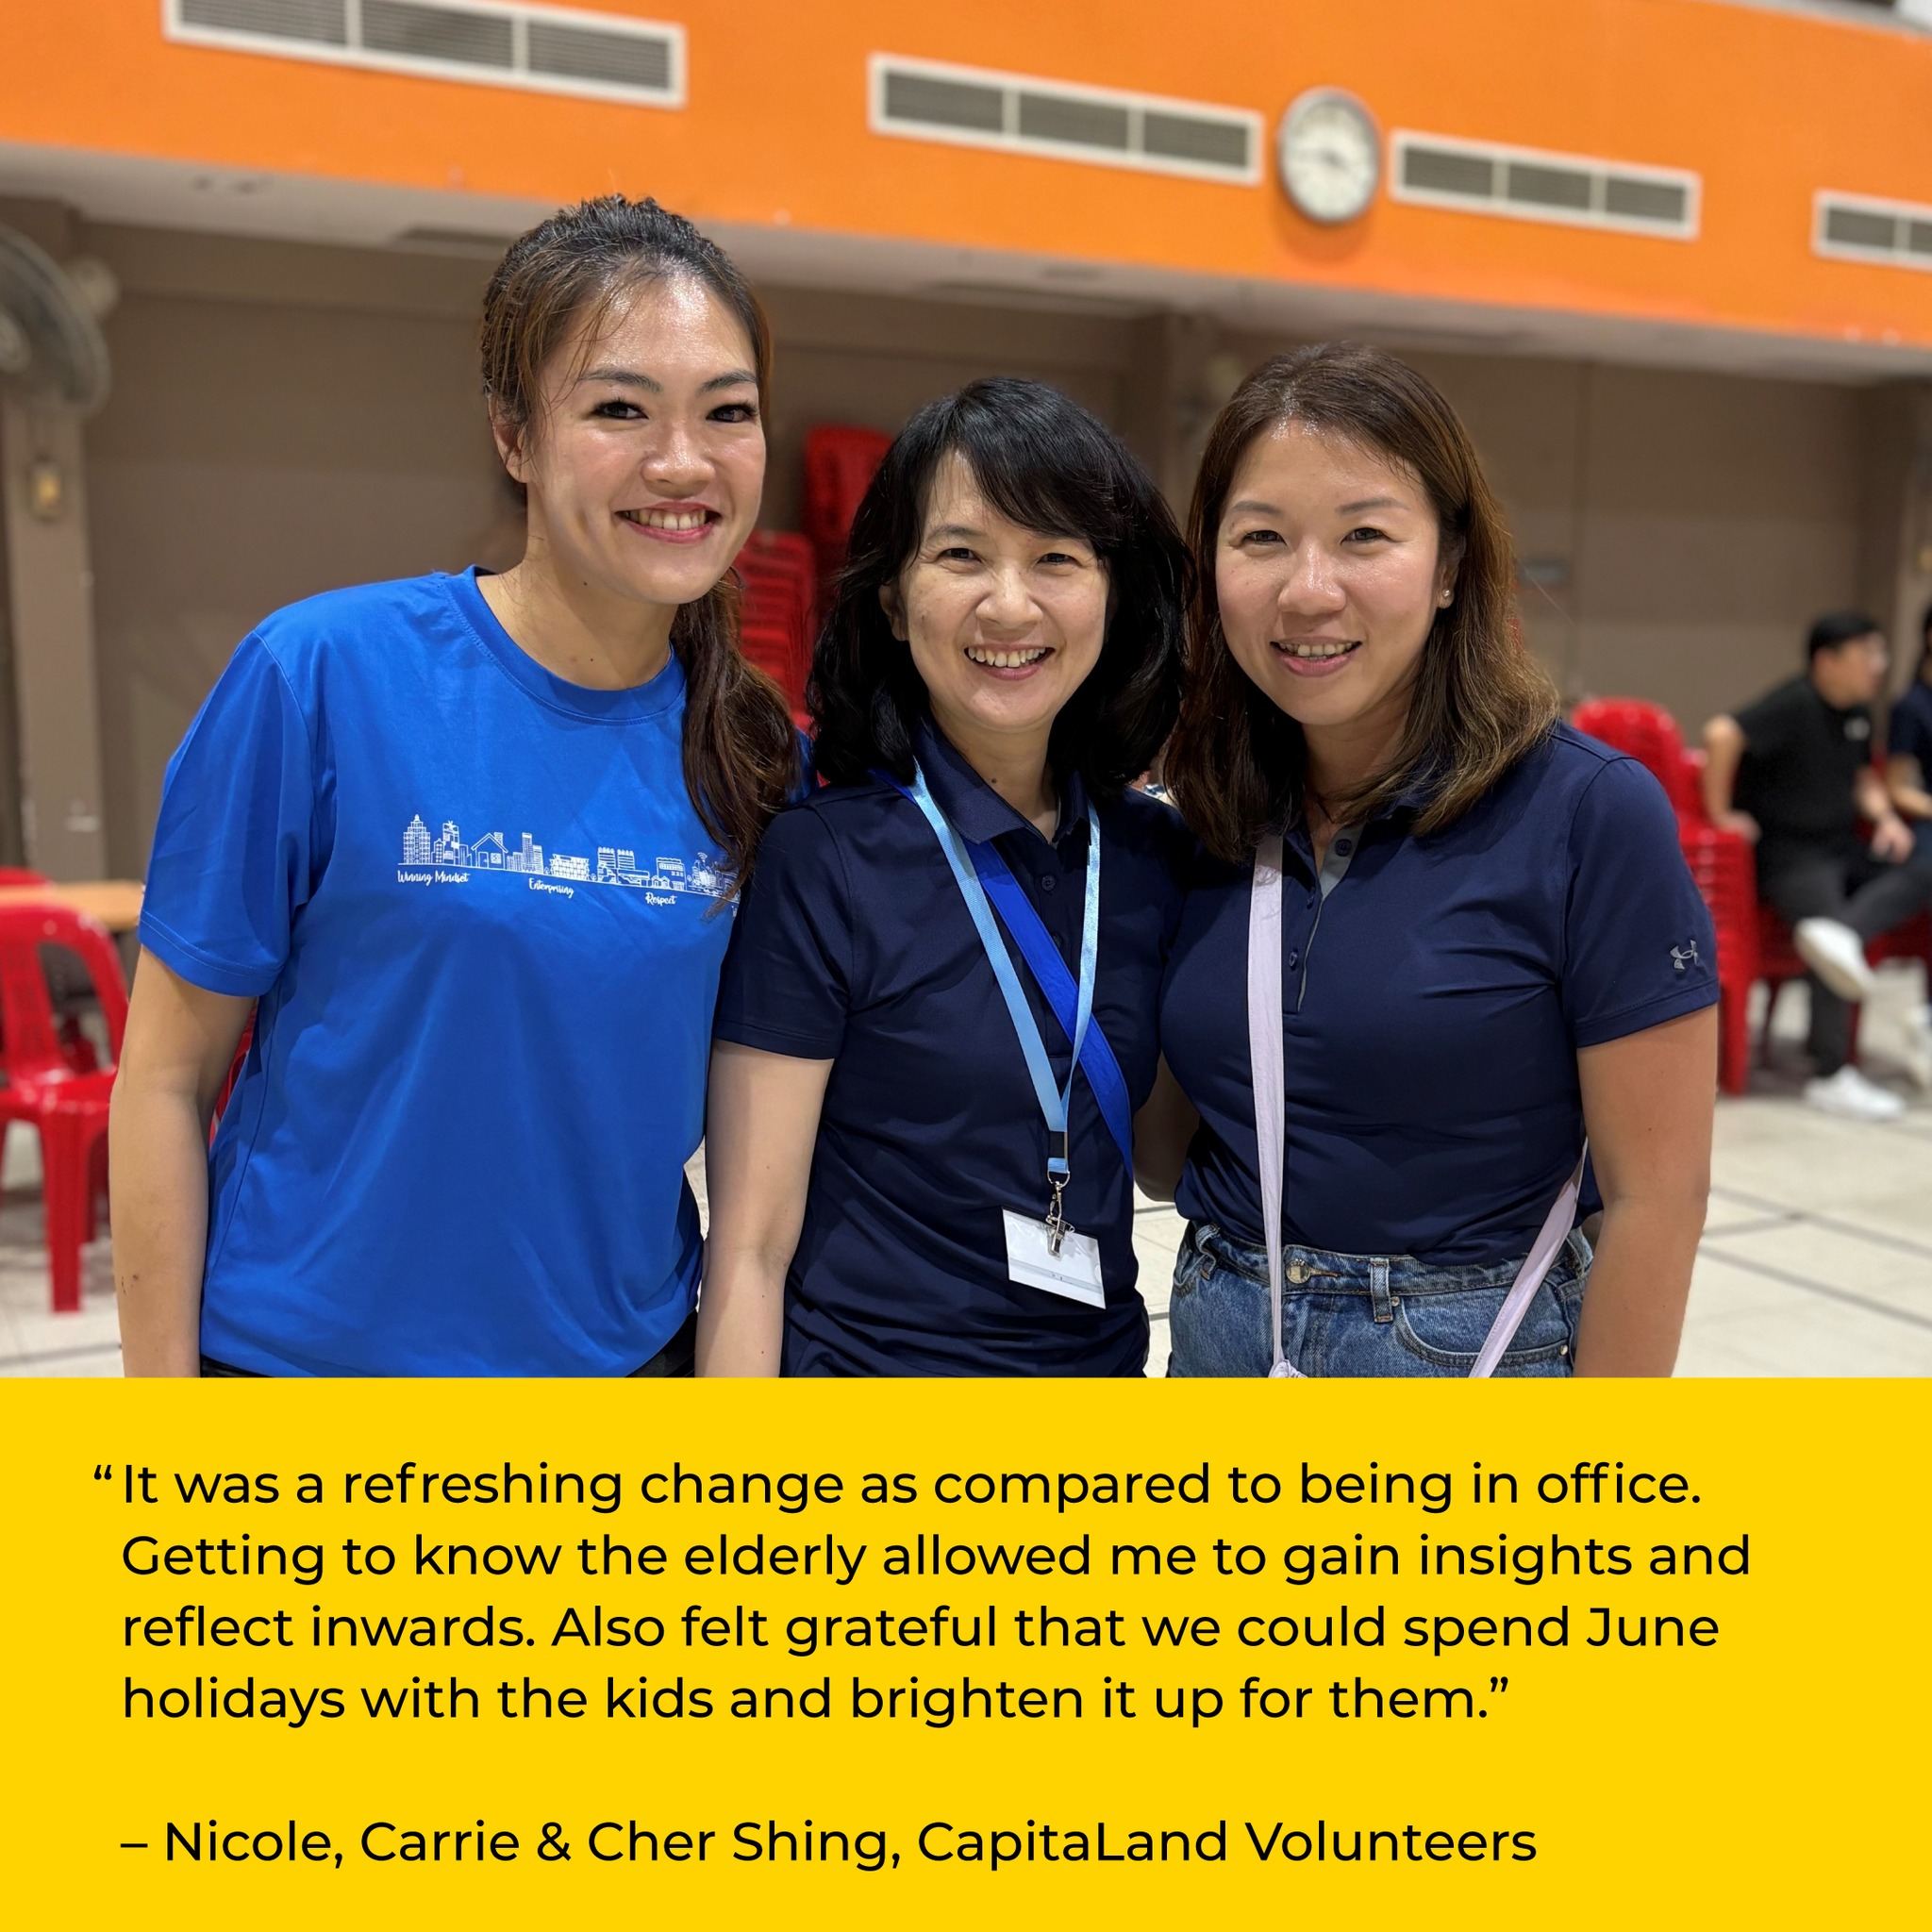 Winning Mindset
Enterprising
Respect
“It was a refreshing change as compared to being in office.
Getting to know the elderly allowed me to gain insights and
reflect inwards. Also felt grateful that we could spend June
holidays with the kids and brighten it up for them.”
– Nicole, Carrie & Cher Shing, CapitaLand Volunteers